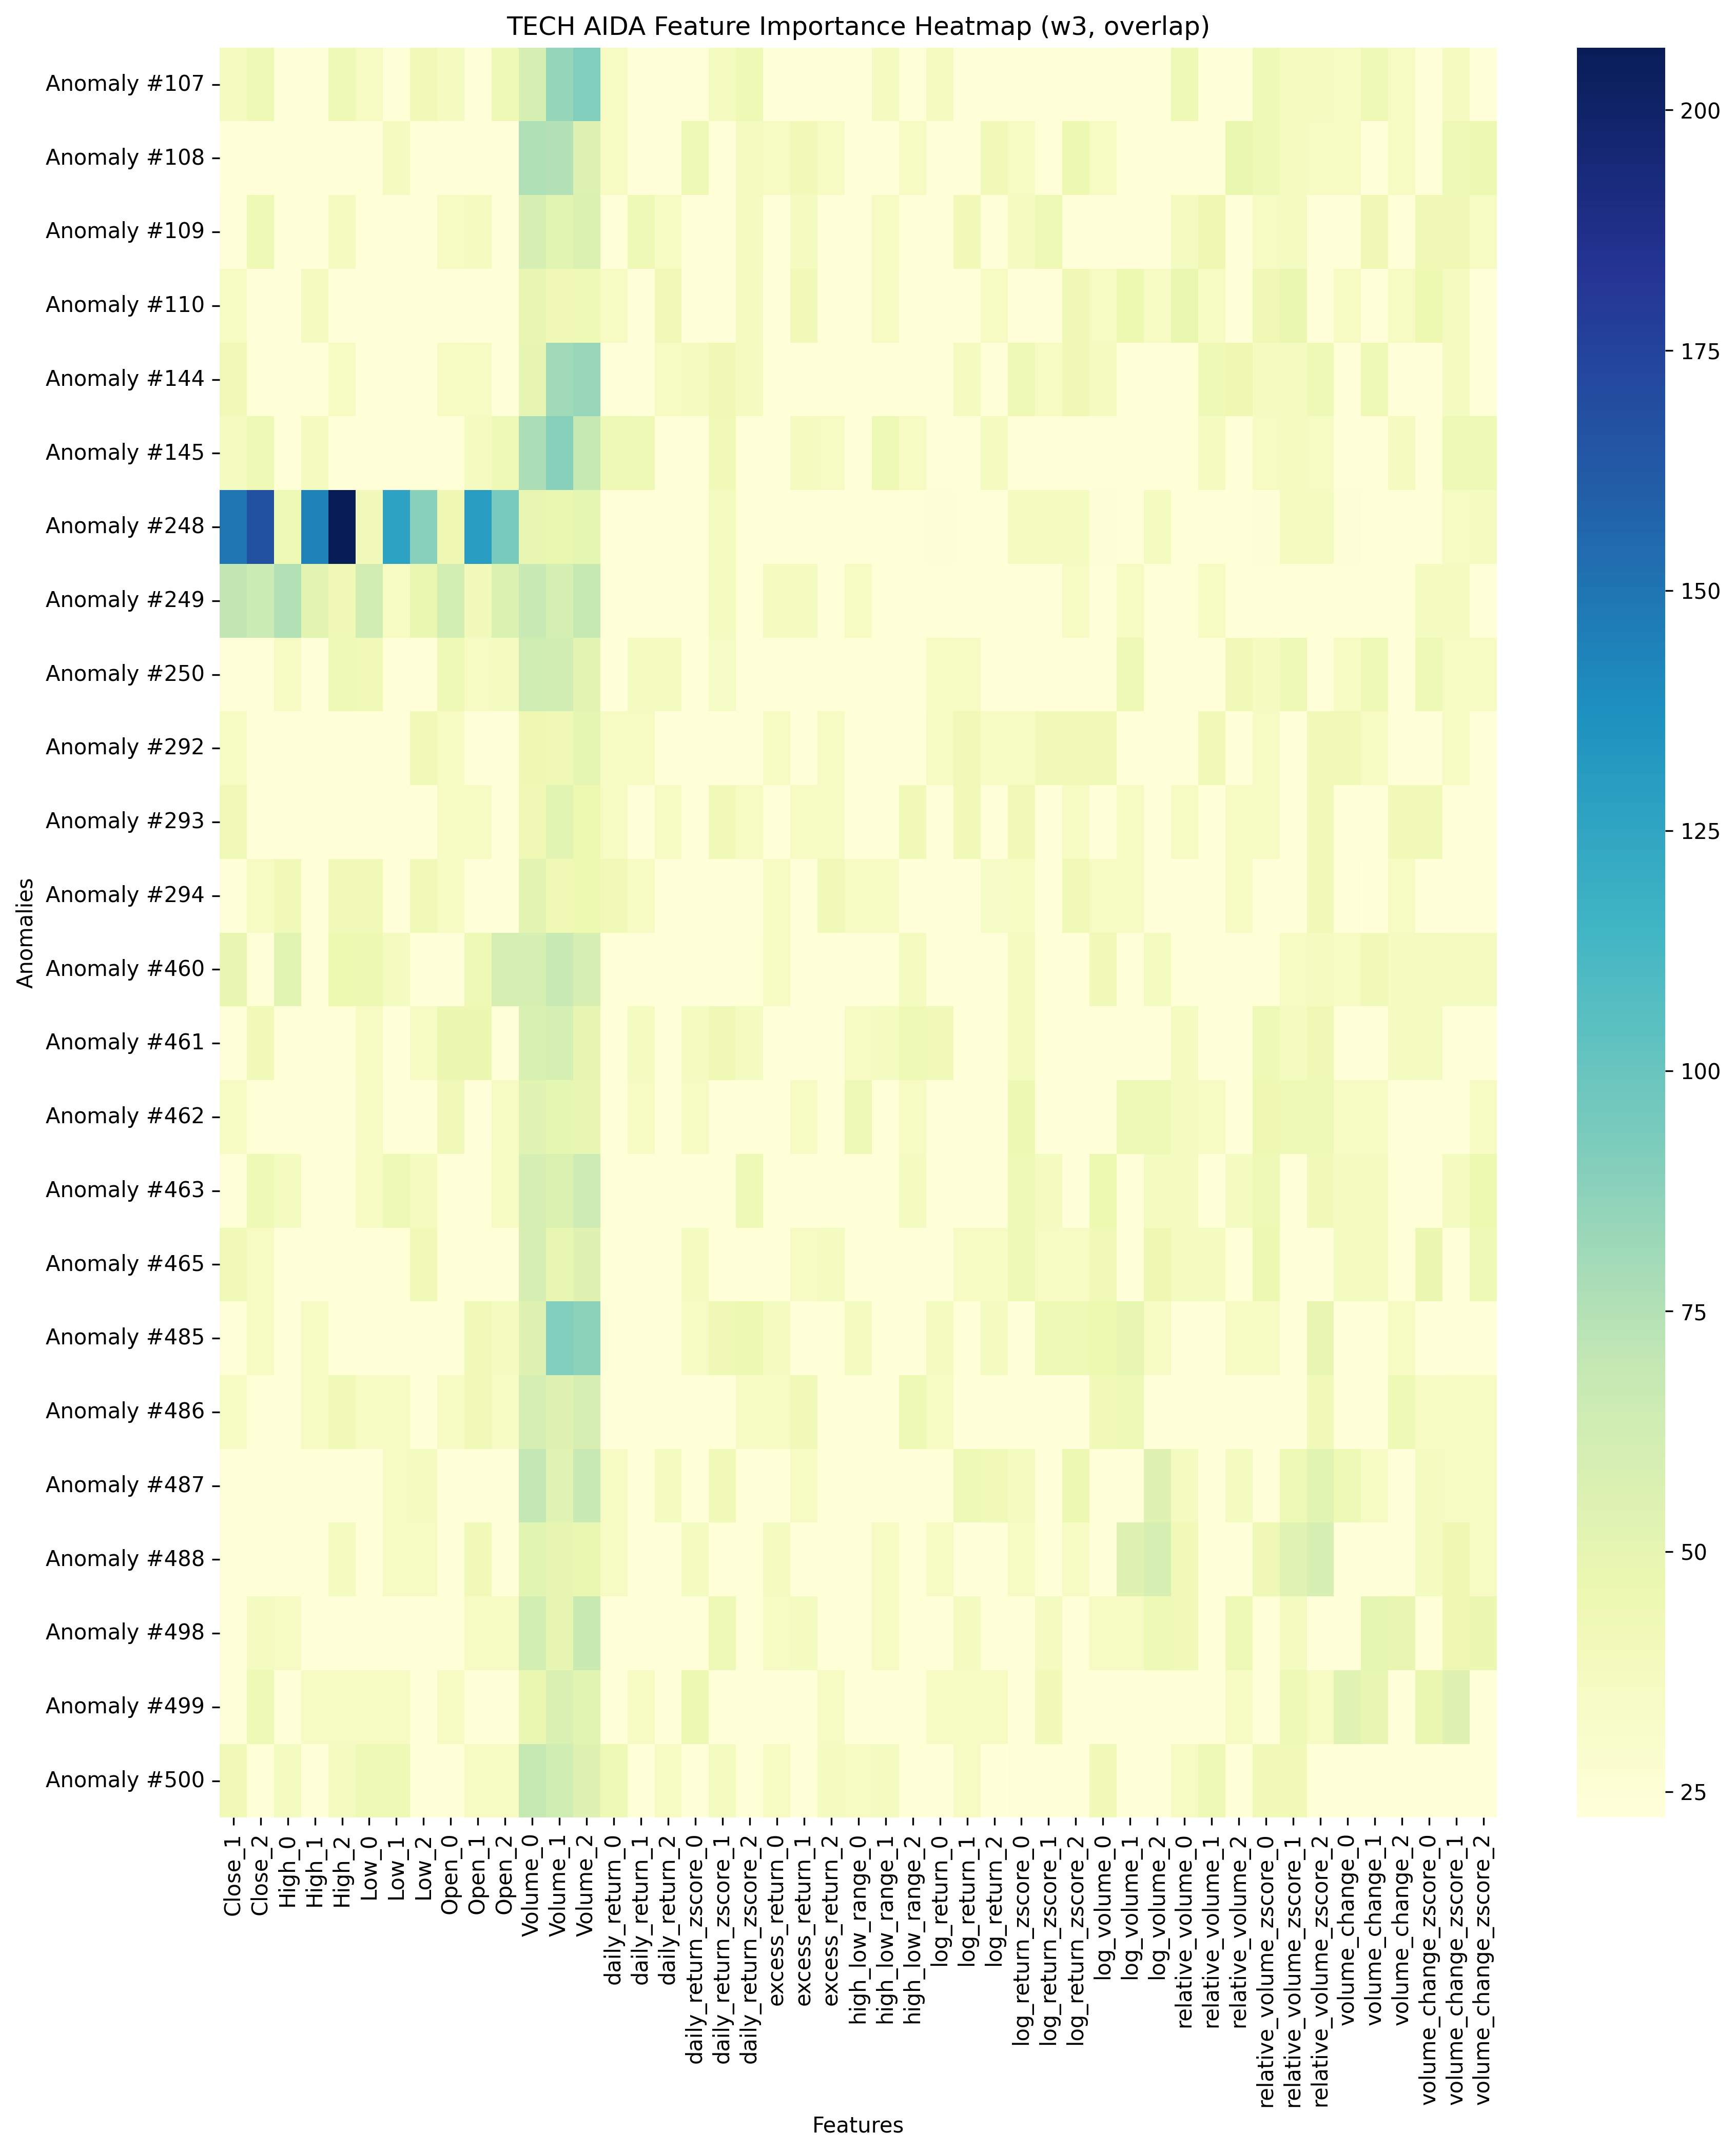 TECH AIDA Feature Importance Heatmap (w3, overlap)
Anomalies
Anomaly #107
Anomaly #108
Anomaly #109
Anomaly #110
Anomaly #144
Anomaly #145
Anomaly #248
Anomaly #249
Anomaly #250
Anomaly #292
Anomaly #293
Anomaly #294
Anomaly #460
Anomaly #461
Anomaly #462
Anomaly #463
Anomaly #465
Anomaly #485
Anomaly #486
Anomaly #487
Anomaly #488
Anomaly #498
Anomaly #499
Anomaly #500
Close_1
Close_2
High_0
High_1
High_2
Low_0
Low_1
Low_2
Open_0
Open_1
Open_2
Volume_0
Volume_1
Volume_2
daily_return_0
daily_return_1
daily_return_2
daily_return_zscore_0
daily_return_zscore_1
daily_return_zscore_2
excess_return_0
excess_return_1
excess_return_2
high_low_range_0
high_low_range_1
high_low_range_2
log_return_0
log_return_1
log_return_2
log_return_zscore_0
log_return_zscore_1
log_return_zscore_2
log_volume_0
log_volume_1
log_volume_2
relative_volume_0
relative_volume_1
relative_volume_2
relative_volume_zscore_0
relative_volume_zscore_1
relative_volume_zscore_2
volume_change_0
volume_change_1
volume_change_2
volume_change_zscore_0
volume_change_zscore_1
volume_change_zscore_2
Features
200
175
150
125
100
75
50
25